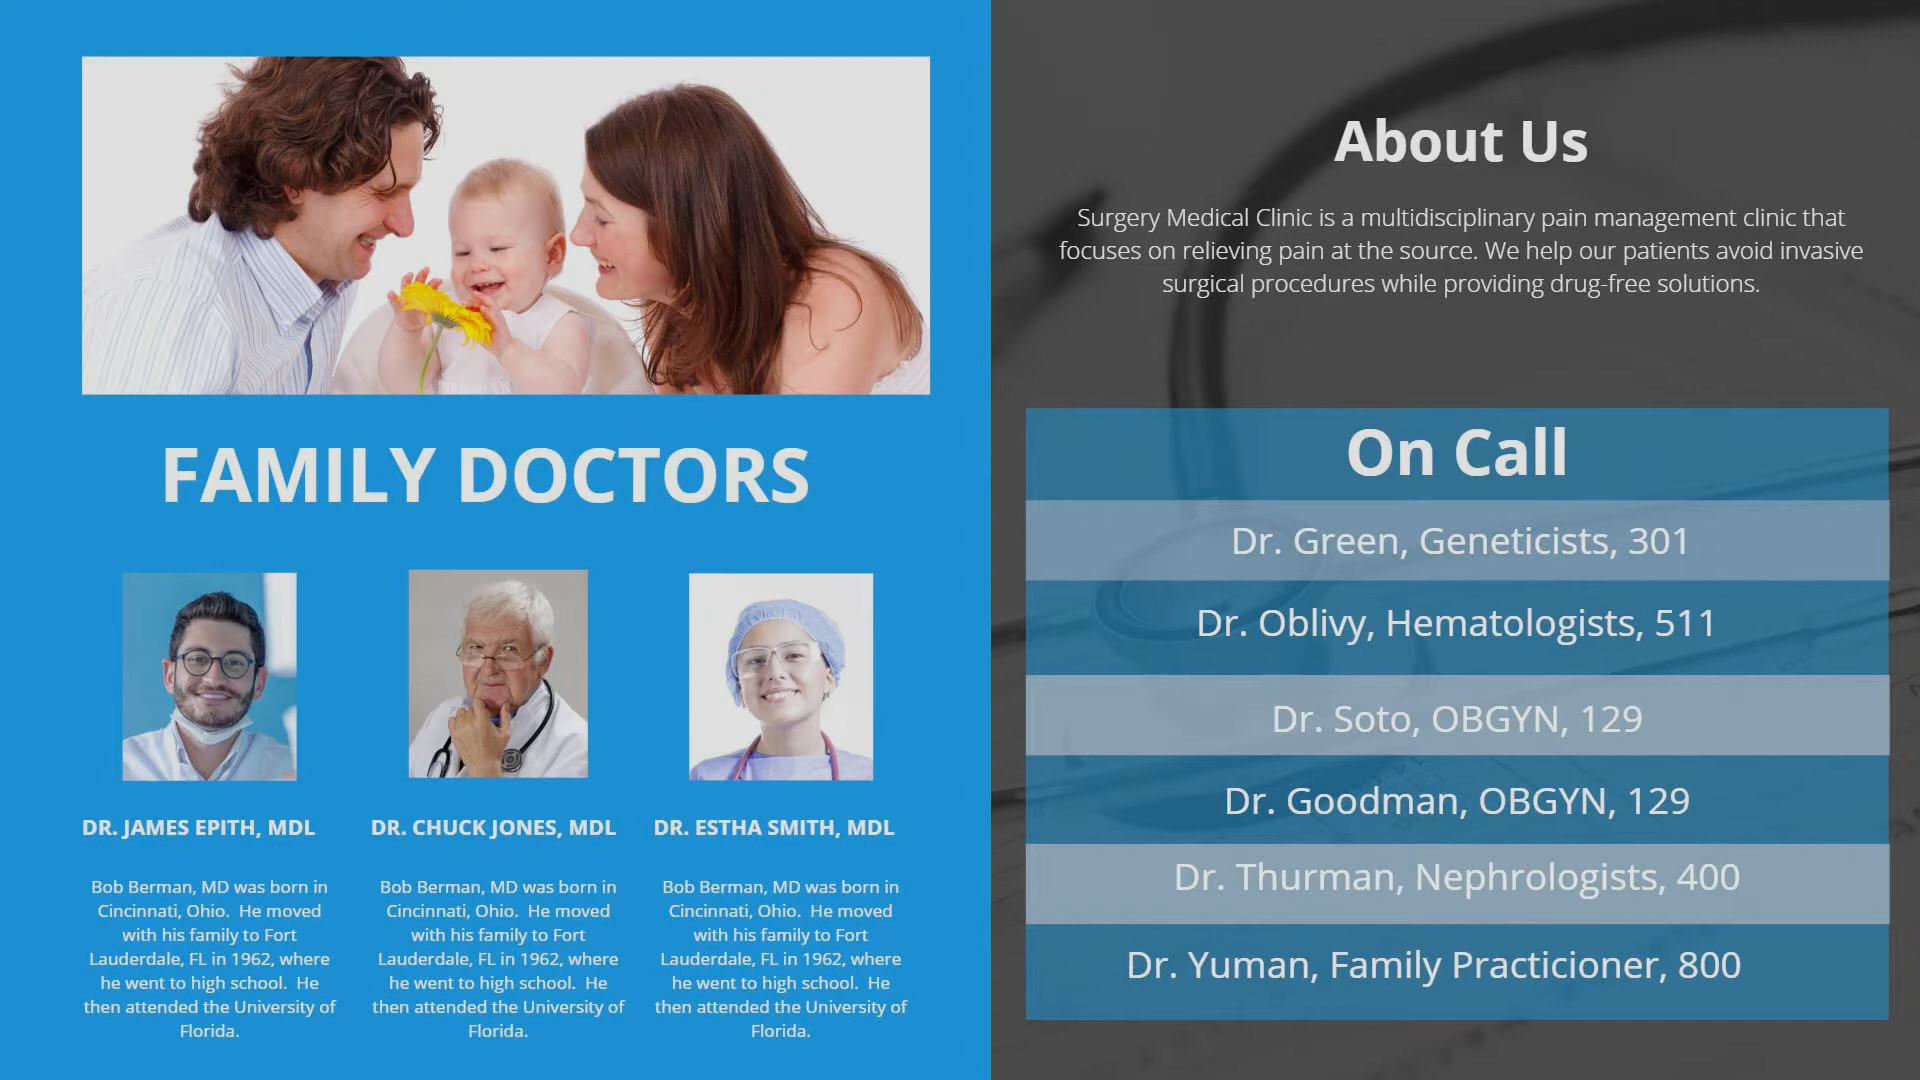 FAMILY DOCTORS
DR. JAMES EPITH, MDL
Bob Berman, MD was born in
Cincinnati, Ohio.  He moved
with his family to Fort
Lauderdale, FL in 1962, where
he went to high school.  He
then attended the University of
Florida.
DR. CHUCK JONES, MDL
Bob Berman, MD was born in
Cincinnati, Ohio.  He moved
with his family to Fort
Lauderdale, FL in 1962, where
he went to high school.  He
then attended the University of
Florida.
DR. ESTHA SMITH, MDL
Bob Berman, MD was born in
Cincinnati, Ohio.  He moved
with his family to Fort
Lauderdale, FL in 1962, where
he went to high school.  He
then attended the University of
Florida.
About Us
Surgery Medical Clinic is a multidisciplinary pain management clinic that
focuses on relieving pain at the source. We help our patients avoid invasive
surgical procedures while providing drug-free solutions.
On Call
Dr. Green, Geneticists, 301
Dr. Oblivy, Hematologists, 511
Dr. Soto, OBGYN, 129
Dr. Goodman, OBGYN, 129
Dr. Thurman, Nephrologists, 400
Dr. Yuman, Family Practicioner, 800